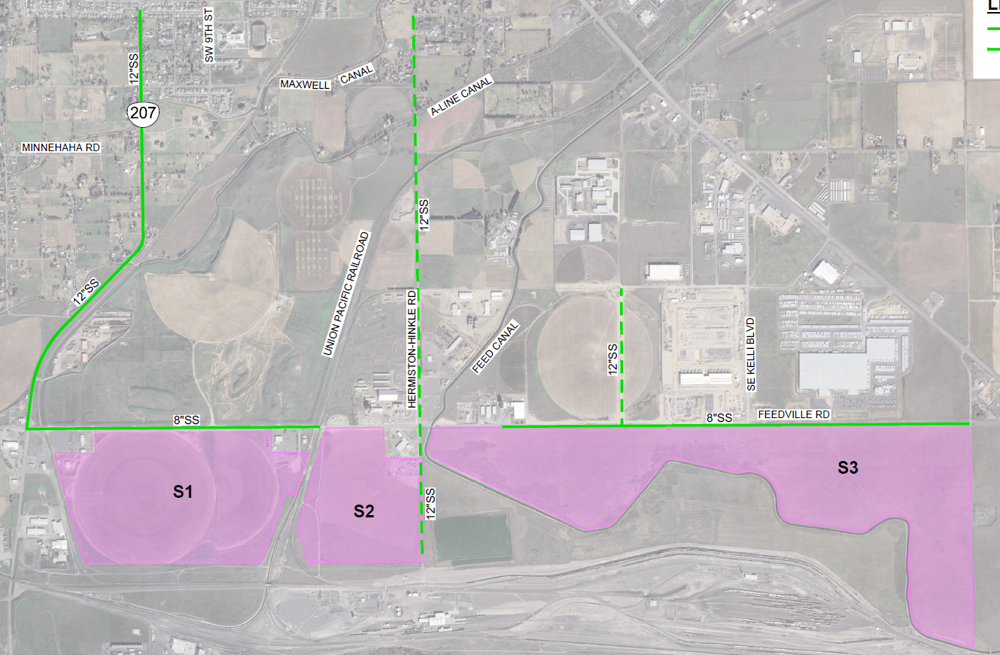 SW 9TH ST
12"SS
MAXWELL
CANAL
A-LINE CANAL
207
MINNEHAHA RD
12"SS
UNION PACIFIC RAILROAD
12"SS
HERMISTON-HINKLE RD
FEED CANAL
12"SS
SE KELLI BLVD
8"SS
8"SS
FEEDVILLE RD
S1
S2
12"SS
S3